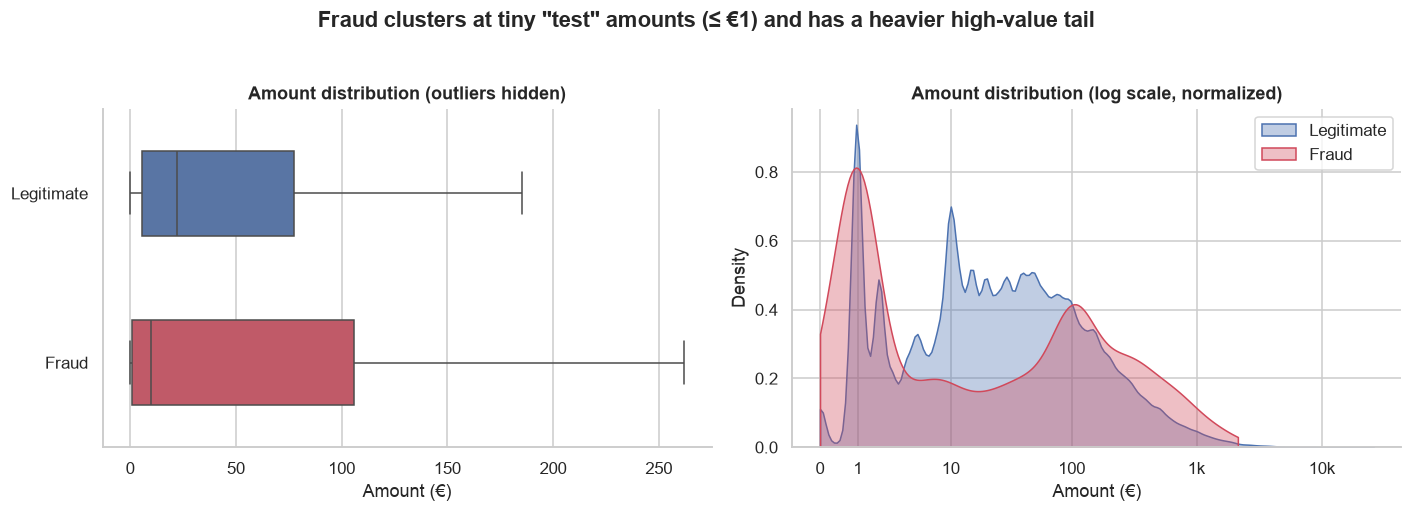 Fraud clusters at tiny "test" amounts (≤ €1) and has a heavier high-value tail
Amount distribution (outliers hidden)
Legitimate
Fraud
0 50 100 150 200 250
Amount (€)
Amount distribution (log scale, normalized)
Legitimate
Fraud
Density
0.8
0.6
0.4
0.2
0.0
0 1 10 100 1k 10k
Amount (€)